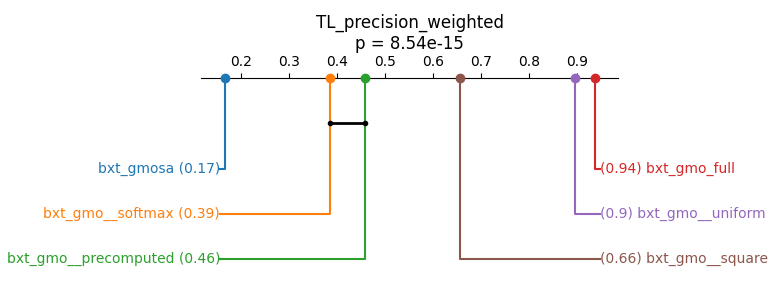 TL_precision_weighted
p = 8.54e-15
0.2 0.3 0.4 0.5 0.6 0.7 0.8 0.9
bxt_gmosa (0.17)
(0.94) bxt_gmo_full
bxt_gmo__softmax (0.39)
(0.9) bxt_gmo__uniform
bxt_gmo__precomputed (0.46)
(0.66) bxt_gmo__square